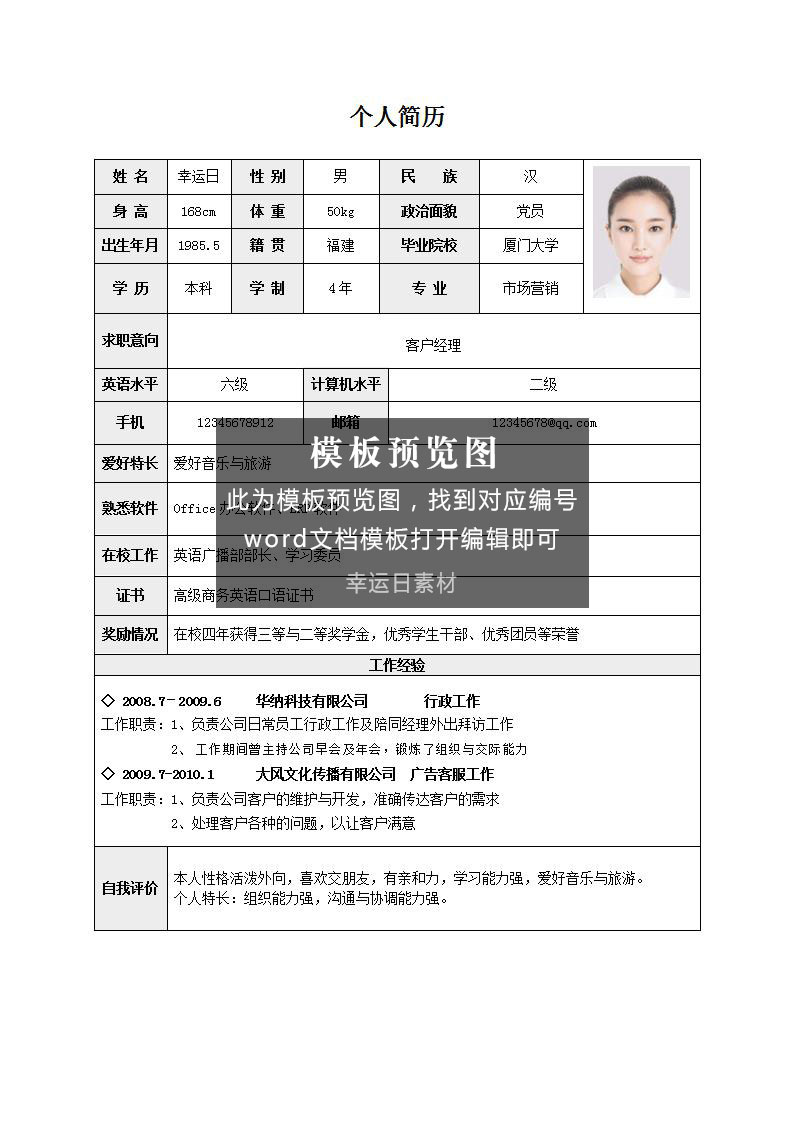 个人简历
姓 名 幸运日 性 别 男 民 族 汉
身 高 168cm 体 重 50kg 政治面貌 党员
出生年月 1985.5 籍 贯 福建 毕业院校 厦门大学
学 历 本科 学 制 4年 专 业 市场营销
求职意向 客户经理
英语水平 六级 计算机水平 二级
手机 12345678912 邮箱 12345678@qq.com
模板预览图
爱好特长 爱好音乐与旅游
此为模板预览图，找到对应编号
熟悉软件 Office办公软件、ERP软件
word文档模板打开编辑即可
在校工作 英语广播部部长、学习委员
幸运日素材
证书 高级商务英语口语证书
奖励情况 在校四年获得三等与二等奖学金，优秀学生干部、优秀团员等荣誉
工作经验
◇ 2008.7－2009.6 华纳科技有限公司 行政工作
工作职责：1、负责公司日常员工行政工作及陪同经理外出拜访工作
2、 工作期间曾主持公司早会及年会，锻炼了组织与交际能力
◇ 2009.7-2010.1 大风文化传播有限公司 广告客服工作
工作职责：1、负责公司客户的维护与开发，准确传达客户的需求
2、处理客户各种的问题，以让客户满意
自我评价 本人性格活泼外向，喜欢交朋友，有亲和力，学习能力强，爱好音乐与旅游。
个人特长：组织能力强，沟通与协调能力强。